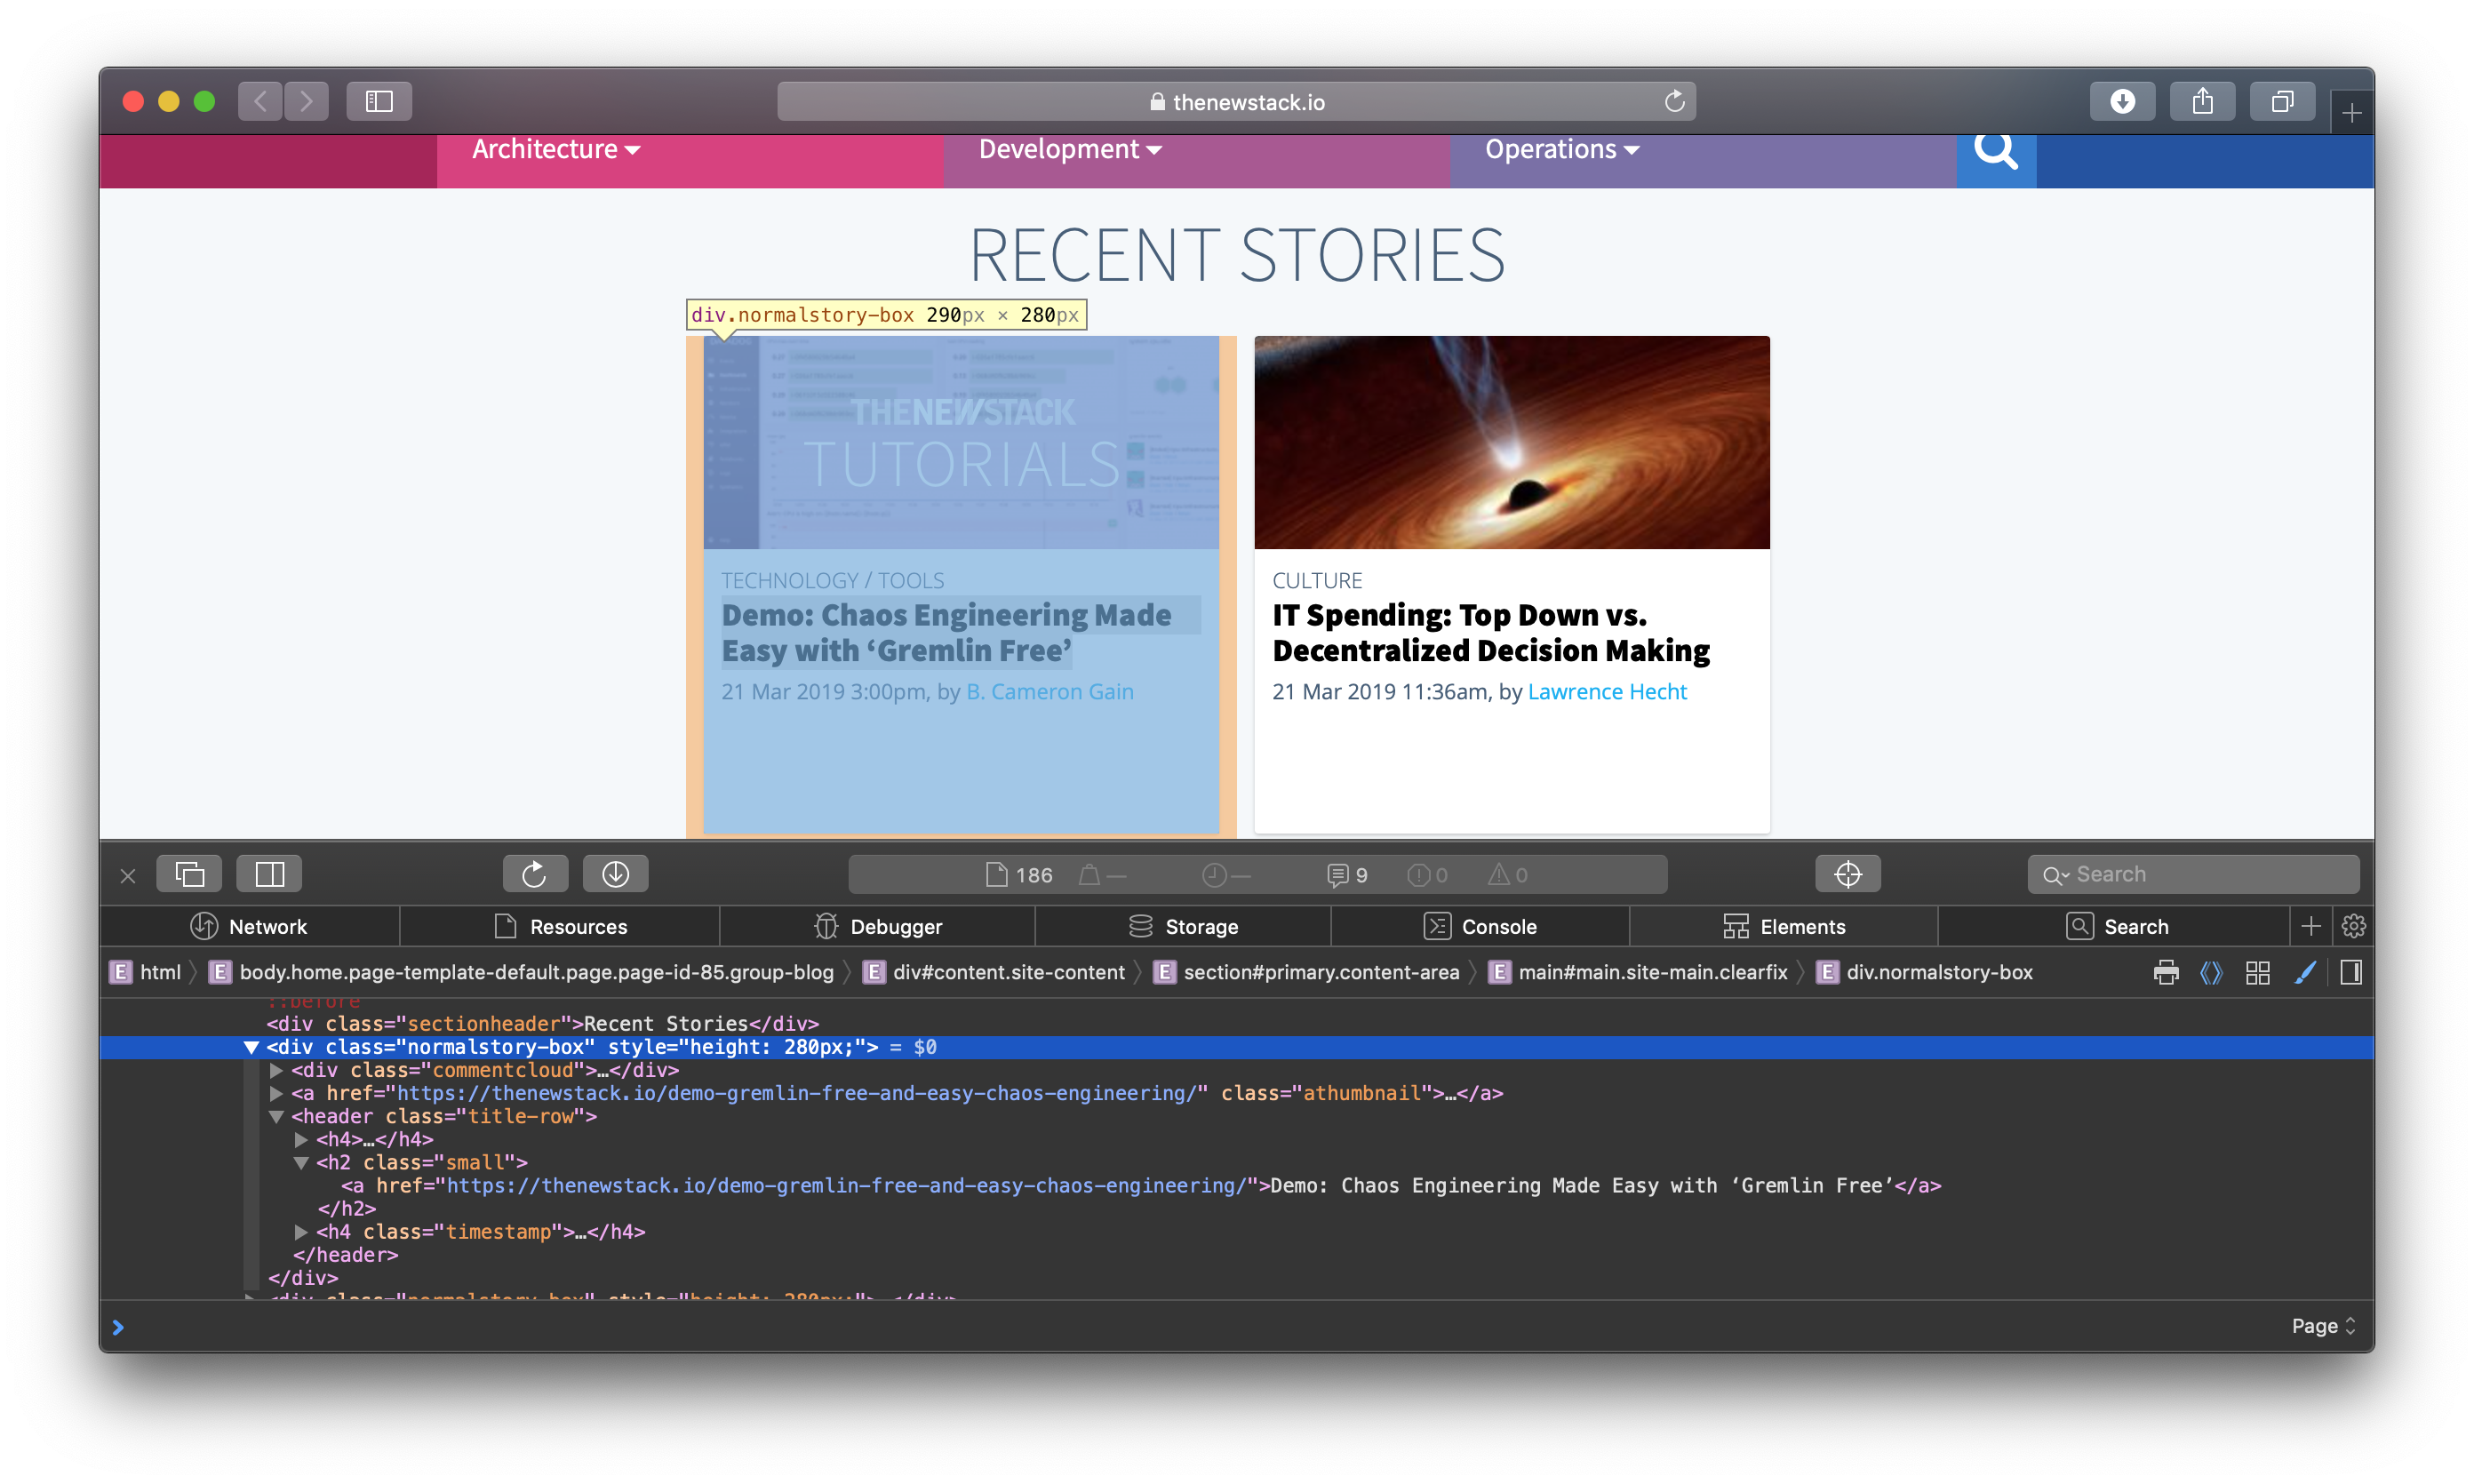 thenewstack.io
Architecture
Development
Operations
RECENT STORIES
div.normalstory-box 290px × 280px
THENEWSTACK
TUTORIALS
TECHNOLOGY / TOOLS
Demo: Chaos Engineering Made
Easy with ‘Gremlin Free’
21 Mar 2019 3:00pm, by B. Cameron Gain
CULTURE
IT Spending: Top Down vs.
Decentralized Decision Making
21 Mar 2019 11:36am, by Lawrence Hecht
186 — — 9 0 0
Search
Network
Resources
Debugger
Storage
Console
Elements
Search
E html E body.home.page-template-default.page.page-id-85.group-blog E div#content.site-content E section#primary.content-area E main#main.site-main.clearfix E div.normalstory-box
::before
<div class="sectionheader">Recent Stories</div>
<div class="normalstory-box" style="height: 280px;"> = $0
<div class="commentcloud">…</div>
<a href="https://thenewstack.io/demo-gremlin-free-and-easy-chaos-engineering/" class="athumbnail">…</a>
<header class="title-row">
<h4>…</h4>
<h2 class="small">
<a href="https://thenewstack.io/demo-gremlin-free-and-easy-chaos-engineering/">Demo: Chaos Engineering Made Easy with ‘Gremlin Free’</a>
</h2>
<h4 class="timestamp">…</h4>
</header>
</div>
<div class="normalstory-box" style="height: 280px;">…</div>
Page